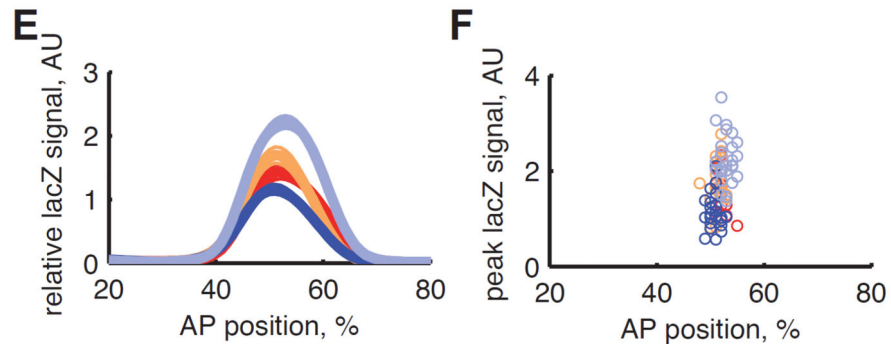 E
relative lacZ signal, AU
3
2
1
0
20
40
60
80
AP position, %
F
peak lacZ signal, AU
4
2
0
20
40
60
80
AP position, %